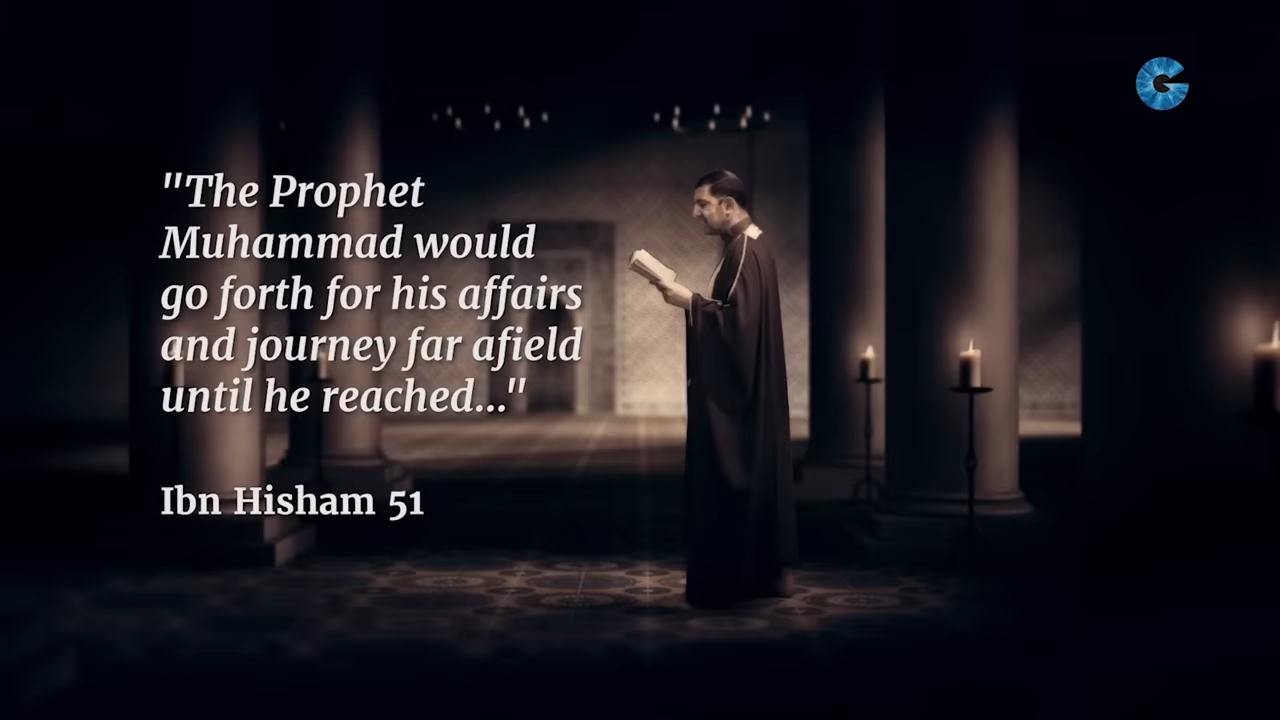 "The Prophet
Muhammad would
go forth for his affairs
and journey far afield
until he reached..."
Ibn Hisham 51